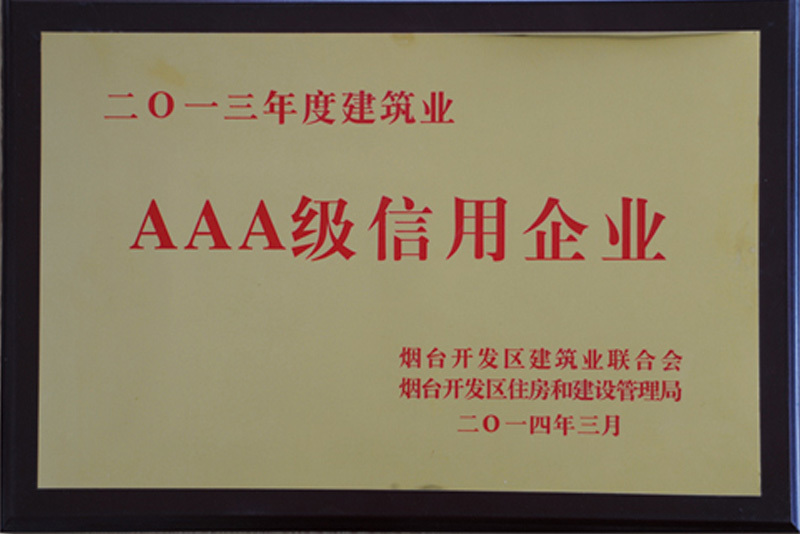 二〇一三年度建筑业
AAA级信用企业
烟台开发区建筑业联合会
烟台开发区住房和建设管理局
二〇一四年三月